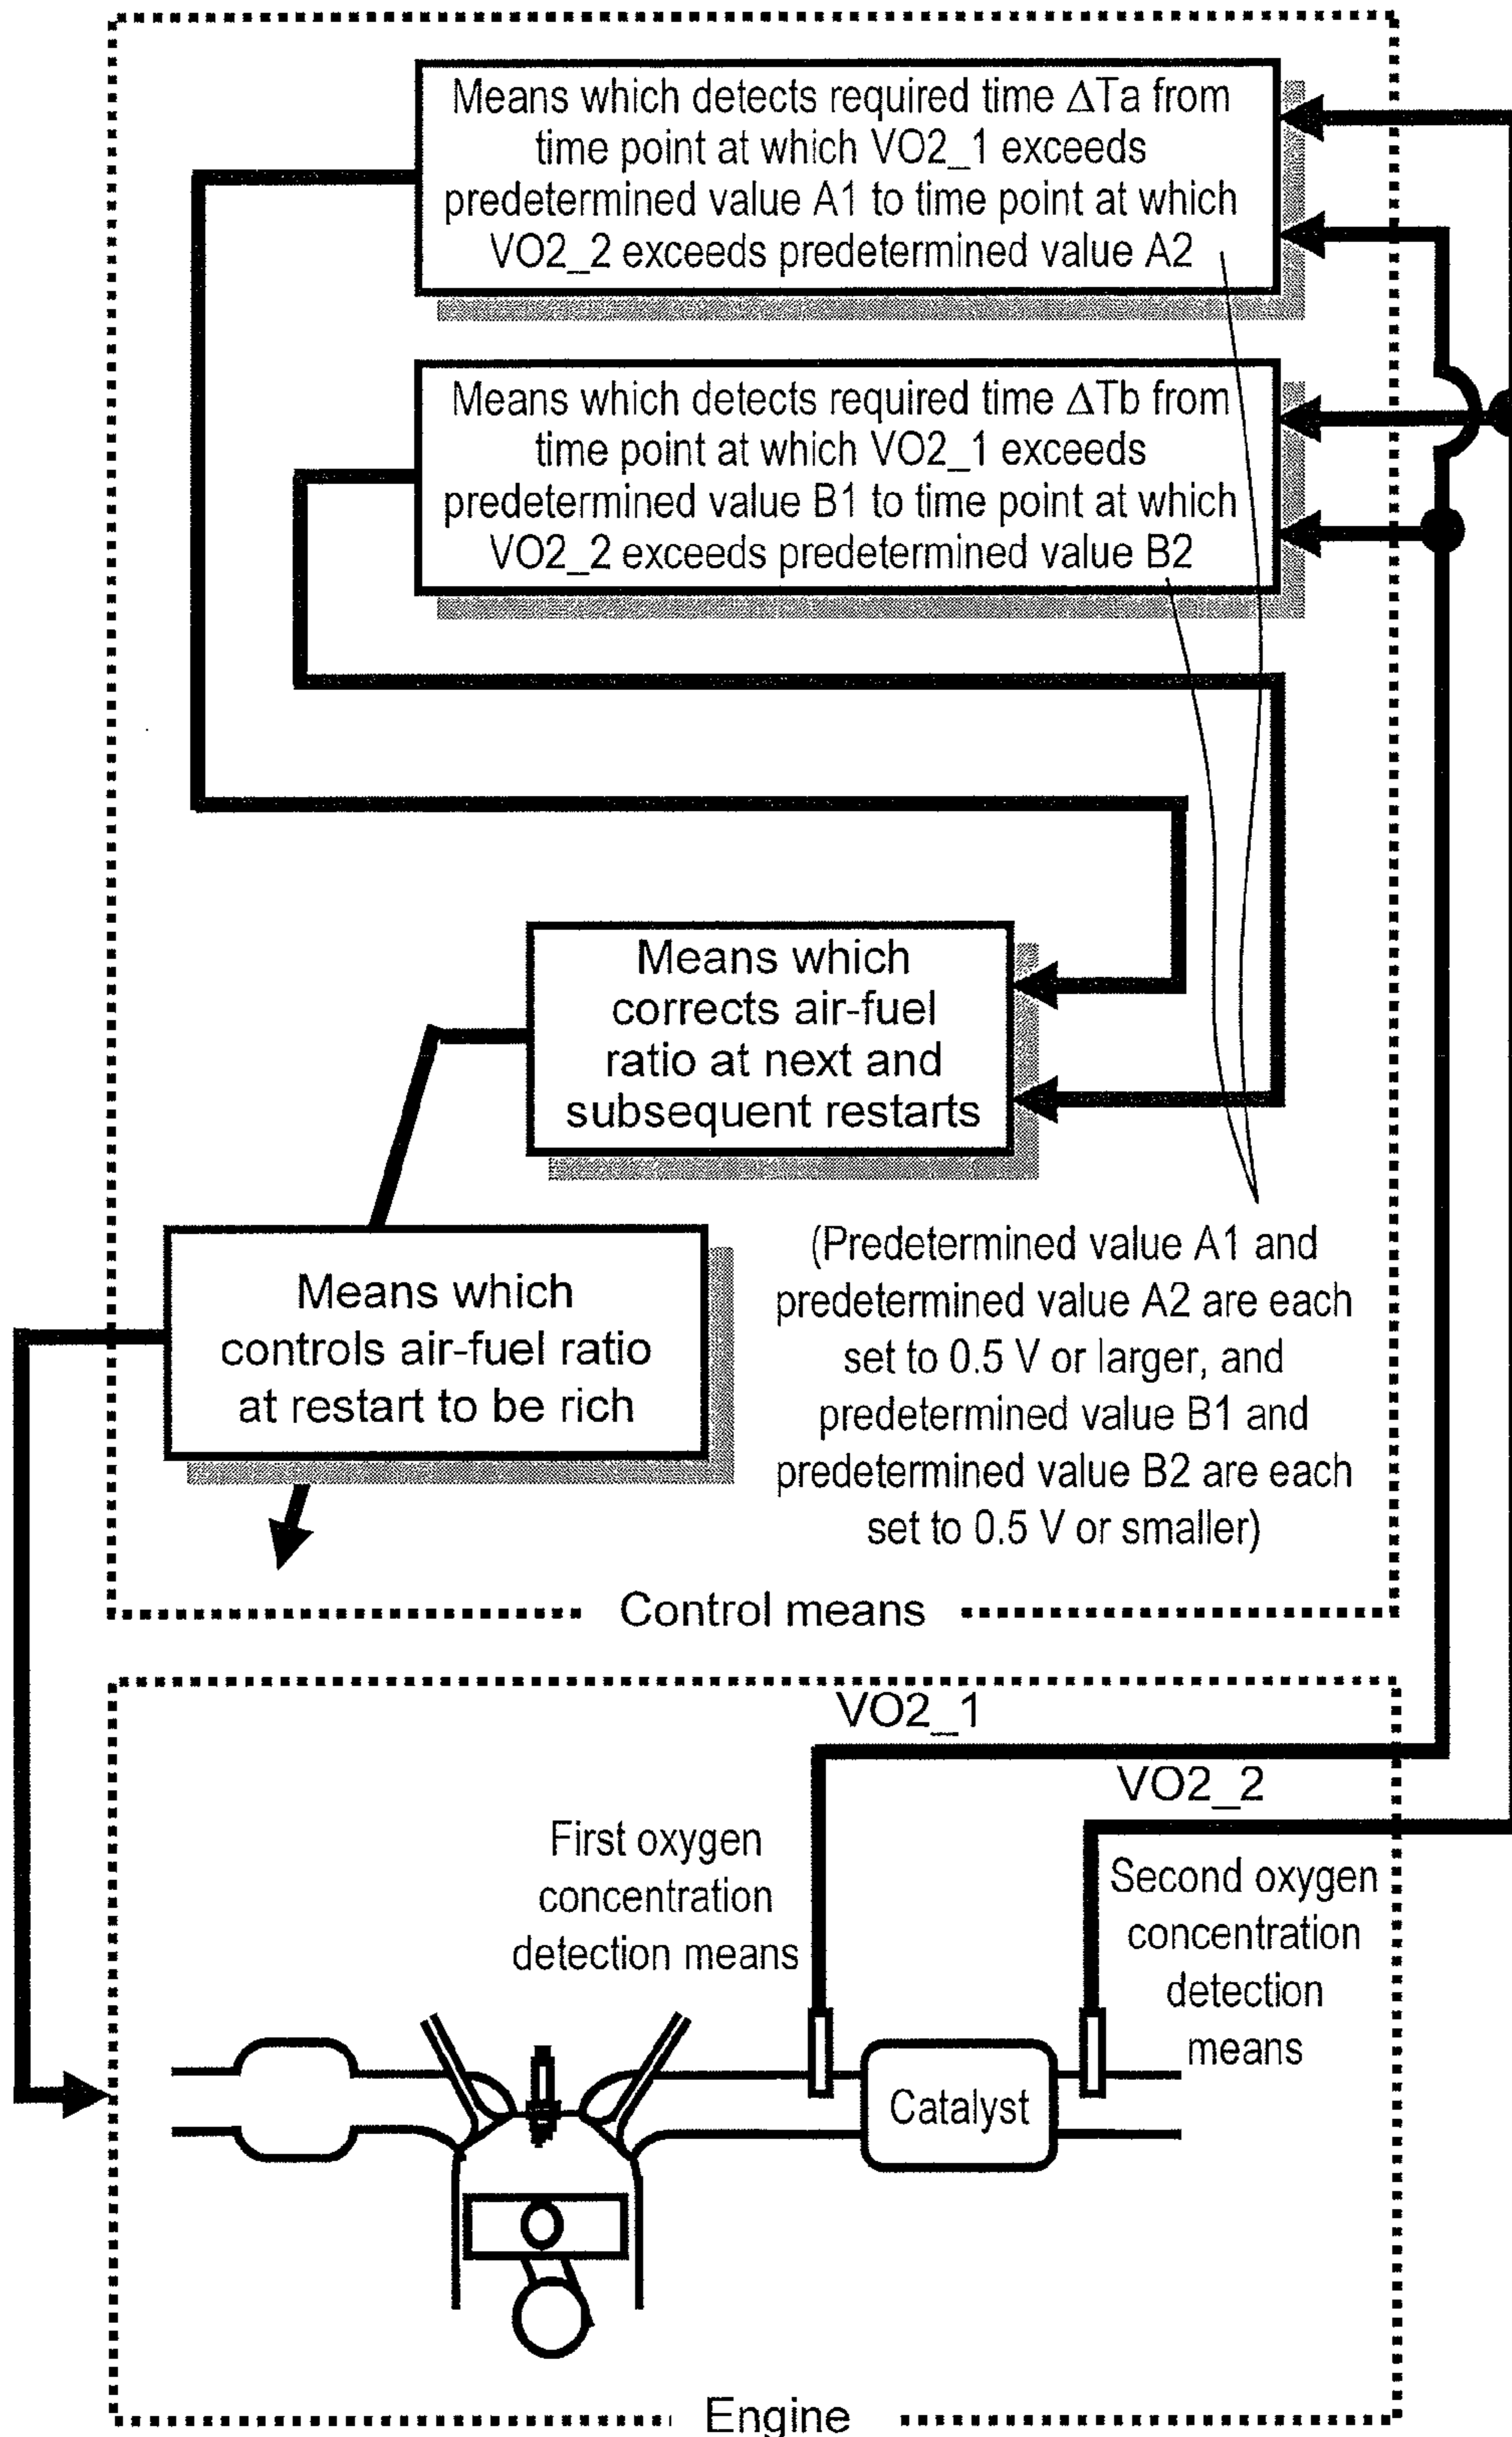 Means which detects required time ΔTa from
time point at which VO2_1 exceeds
predetermined value A1 to time point at which
VO2_2 exceeds predetermined value A2
Means which detects required time ΔTb from
time point at which VO2_1 exceeds
predetermined value B1 to time point at which
VO2_2 exceeds predetermined value B2
Means which
corrects air-fuel
ratio at next and
subsequent restarts
Means which
controls air-fuel ratio
at restart to be rich
(Predetermined value A1 and
predetermined value A2 are each
set to 0.5 V or larger, and
predetermined value B1 and
predetermined value B2 are each
set to 0.5 V or smaller)
Control means
VO2_1
VO2_2
First oxygen
concentration
detection means
Second oxygen
concentration
detection
means
Catalyst
Engine